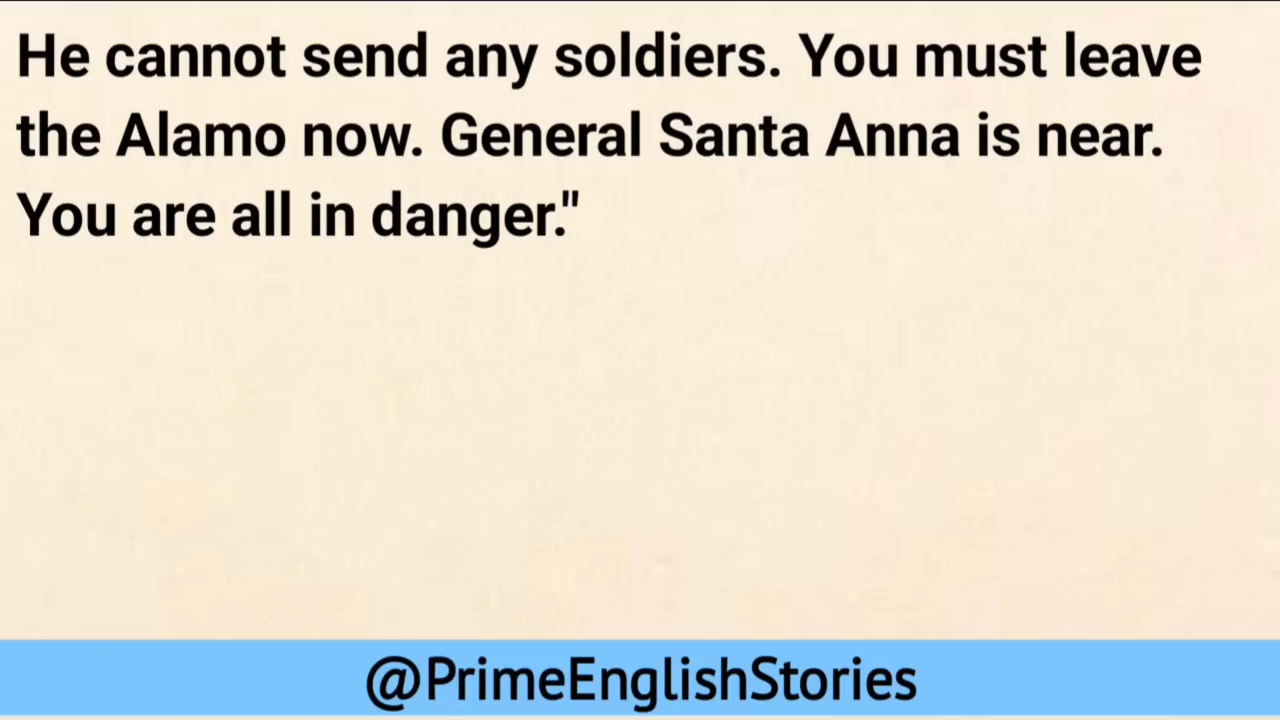 He cannot send any soldiers. You must leave
the Alamo now. General Santa Anna is near.
You are all in danger."
@PrimeEnglishStories